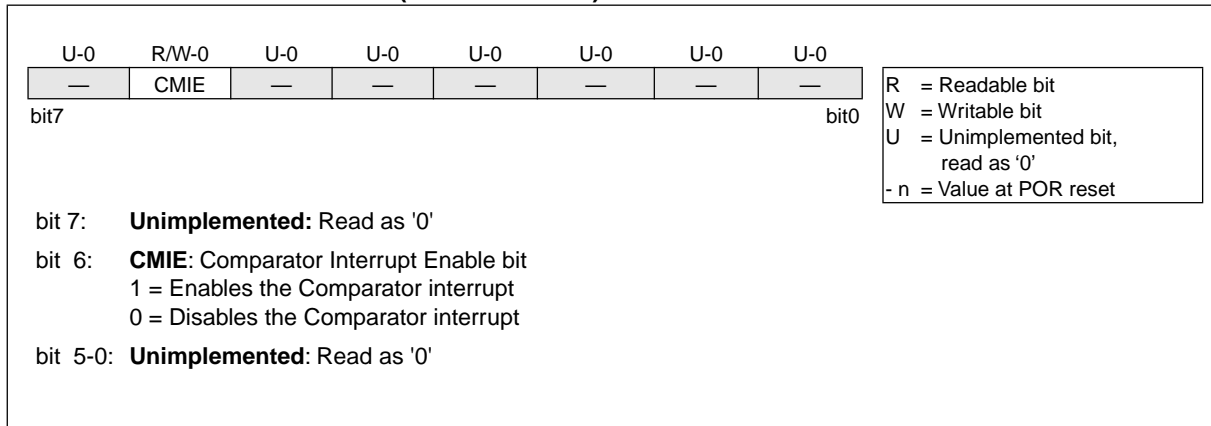 U-0 R/W-0 U-0 U-0 U-0 U-0 U-0 U-0
— CMIE — — — — — —
bit7 bit0
R = Readable bit
W = Writable bit
U = Unimplemented bit,
read as ‘0’
- n = Value at POR reset
bit 7: Unimplemented: Read as '0'
bit 6: CMIE: Comparator Interrupt Enable bit
1 = Enables the Comparator interrupt
0 = Disables the Comparator interrupt
bit 5-0: Unimplemented: Read as '0'